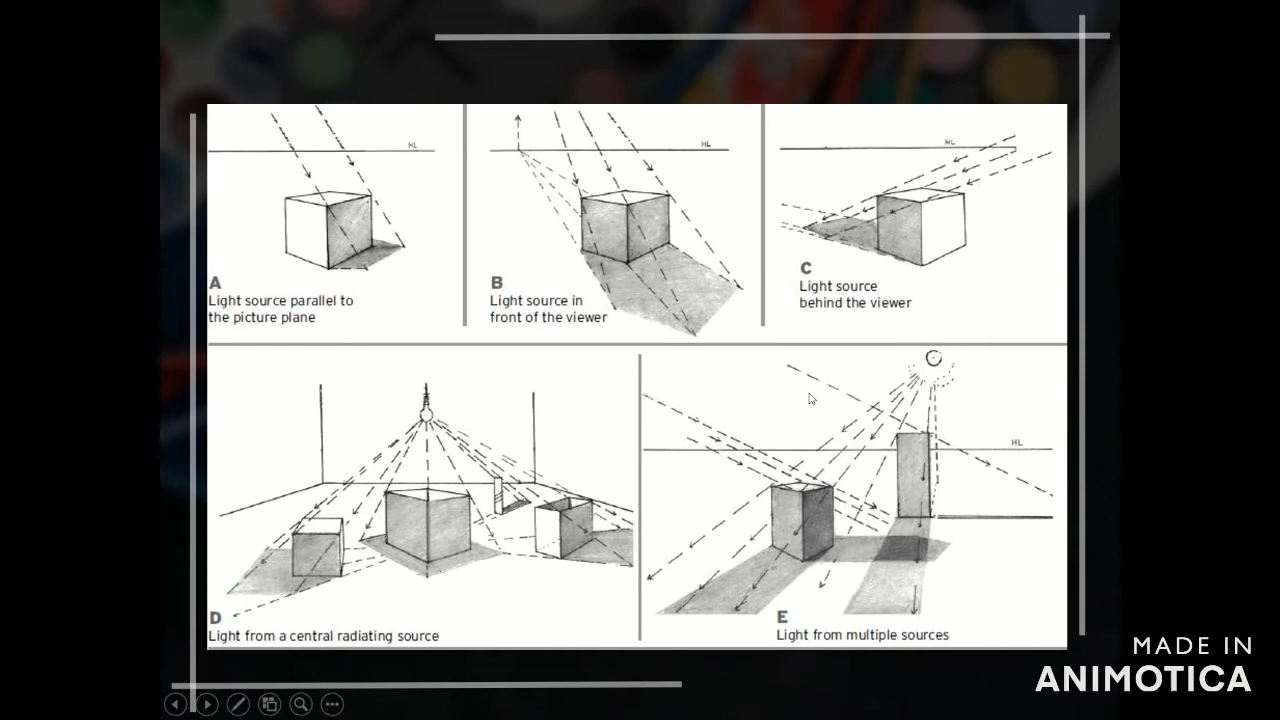 HL
A
Light source parallel to
the picture plane
HL
B
Light source in
front of the viewer
HL
C
Light source
behind the viewer
D
Light from a central radiating source
HL
E
Light from multiple sources
MADE IN
ANIMOTICA